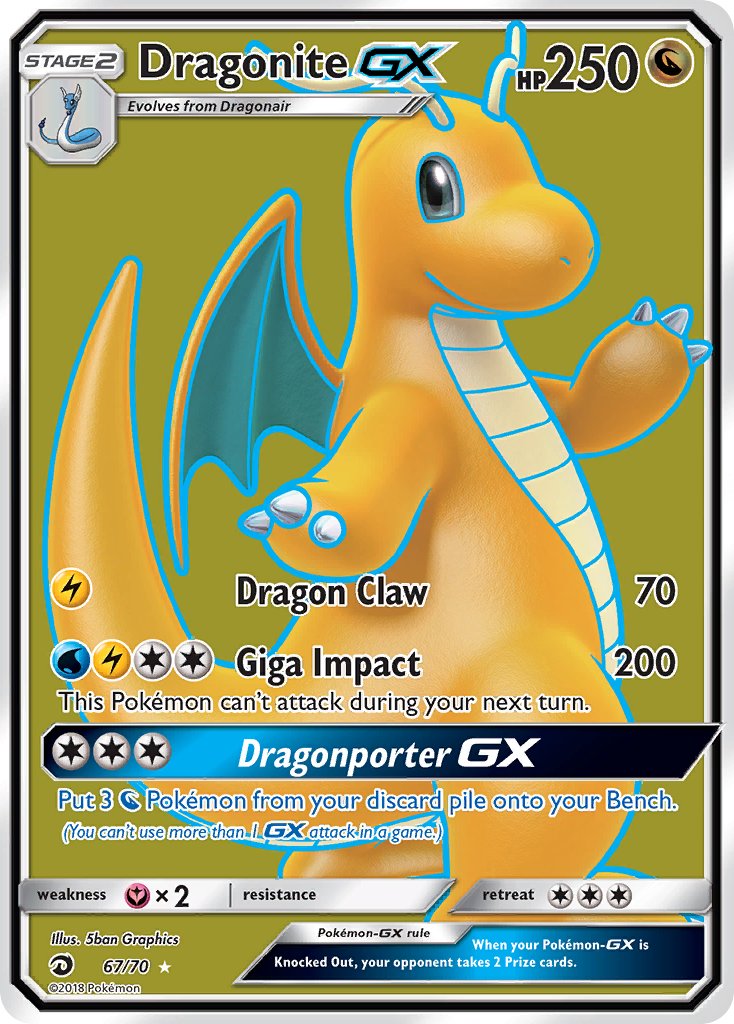 STAGE2 Dragonite GX HP250
Evolves from Dragonair
Dragon Claw 70
Giga Impact 200
This Pokémon can't attack during your next turn.
Dragonporter GX
Put 3 Pokémon from your discard pile onto your Bench.
(You can't use more than 1 GX attack in a game.)
weakness ×2 resistance retreat
Illus. 5ban Graphics
67/70
©2018 Pokémon
Pokémon-GX rule
When your Pokémon-GX is
Knocked Out, your opponent takes 2 Prize cards.